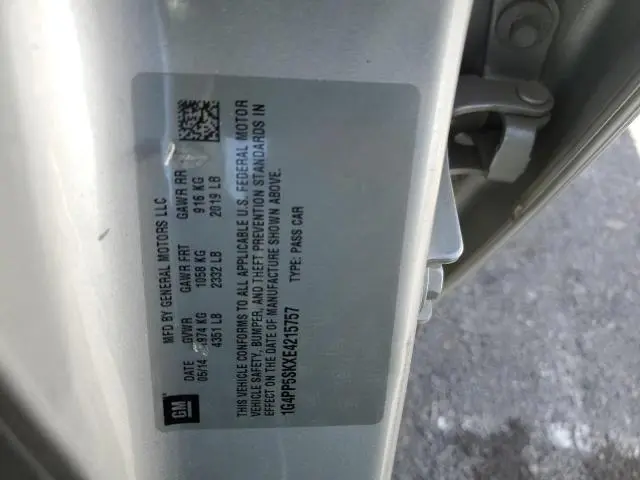 GM
MFD BY GENERAL MOTORS LLC
DATE GVWR GAWR FRT GAWR RR
05/14 1974 KG 1058 KG 916 KG
4351 LB 2332 LB 2019 LB
THIS VEHICLE CONFORMS TO ALL APPLICABLE U.S. FEDERAL MOTOR
VEHICLE SAFETY, BUMPER, AND THEFT PREVENTION STANDARDS IN
EFFECT ON THE DATE OF MANUFACTURE SHOWN ABOVE.
1G4PP5SKXE4215757 TYPE: PASS CAR